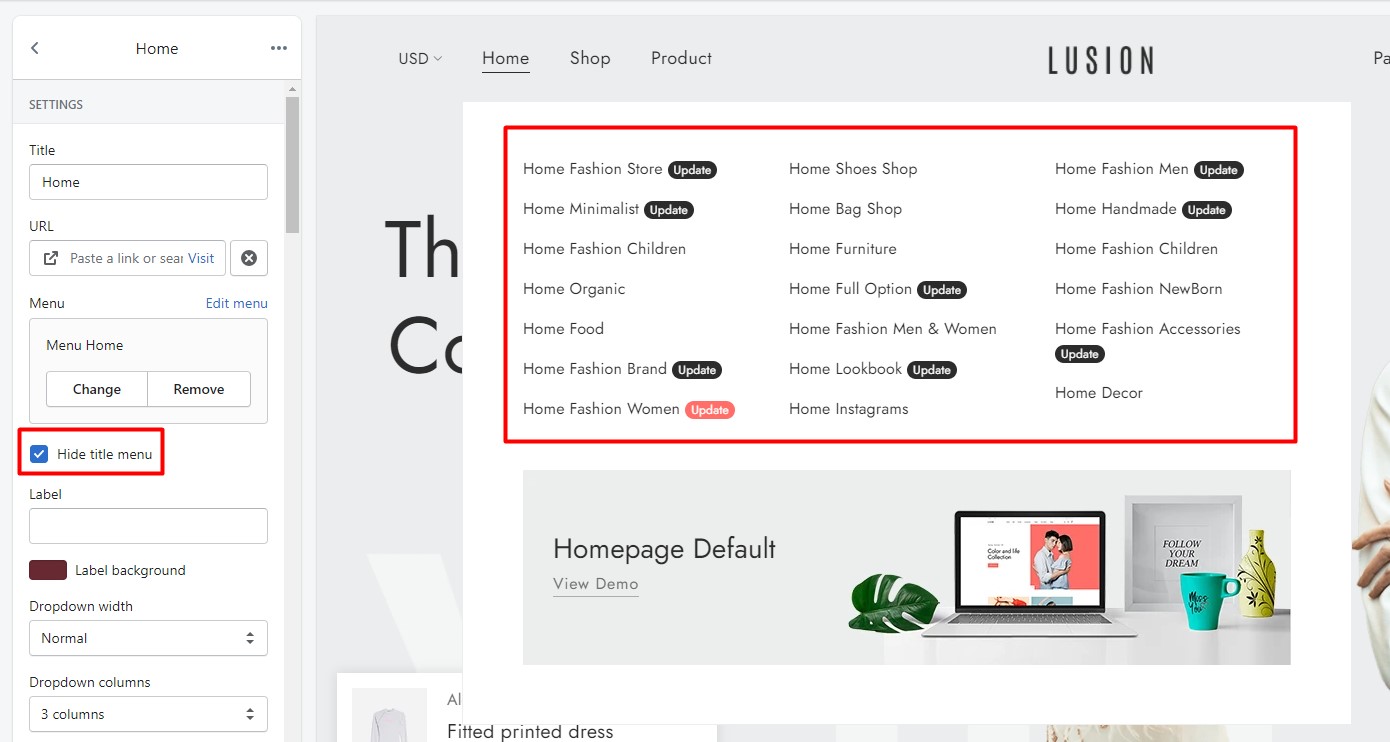 Home
SETTINGS
Title
Home
URL
Paste a link or sear Visit
Menu Edit menu
Menu Home
Change Remove
Hide title menu
Label
Label background
Dropdown width
Normal
Dropdown columns
3 columns
USD Home Shop Product
LUSION
Pa
Th
Co
Home Fashion Store Update
Home Minimalist Update
Home Fashion Children
Home Organic
Home Food
Home Fashion Brand Update
Home Fashion Women Update
Home Shoes Shop
Home Bag Shop
Home Furniture
Home Full Option Update
Home Fashion Men & Women
Home Lookbook Update
Home Instagrams
Home Fashion Men Update
Home Handmade Update
Home Fashion Children
Home Fashion NewBorn
Home Fashion Accessories
Update
Home Decor
Homepage Default
View Demo
Color and life
Collection
FOLLOW
YOUR
DREAM
Miss
You
Al
Fitted printed dress